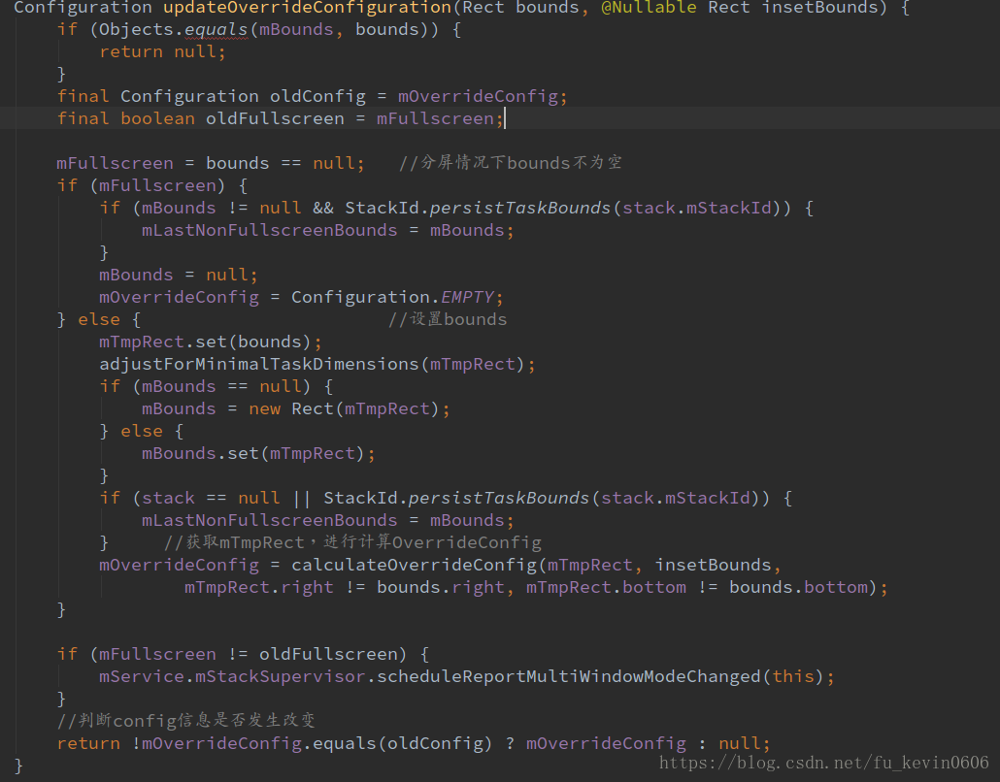 Configuration updateOverrideConfiguration(Rect bounds, @Nullable Rect insetBounds) {
if (Objects.equals(mBounds, bounds)) {
return null;
}
final Configuration oldConfig = mOverrideConfig;
final boolean oldFullscreen = mFullscreen;
mFullscreen = bounds == null; //分屏情况下bounds不为空
if (mFullscreen) {
if (mBounds != null && StackId.persistTaskBounds(stack.mStackId)) {
mLastNonFullscreenBounds = mBounds;
}
mBounds = null;
mOverrideConfig = Configuration.EMPTY;
} else { //设置bounds
mTmpRect.set(bounds);
adjustForMinimalTaskDimensions(mTmpRect);
if (mBounds == null) {
mBounds = new Rect(mTmpRect);
} else {
mBounds.set(mTmpRect);
}
if (stack == null || StackId.persistTaskBounds(stack.mStackId)) {
mLastNonFullscreenBounds = mBounds;
} //获取mTmpRect，进行计算OverrideConfig
mOverrideConfig = calculateOverrideConfig(mTmpRect, insetBounds,
mTmpRect.right != bounds.right, mTmpRect.bottom != bounds.bottom);
}
if (mFullscreen != oldFullscreen) {
mService.mStackSupervisor.scheduleReportMultiWindowModeChanged(this);
}
//判断config信息是否发生改变
return !mOverrideConfig.equals(oldConfig) ? mOverrideConfig : null;
}
https://blog.csdn.net/fu_kevin0606